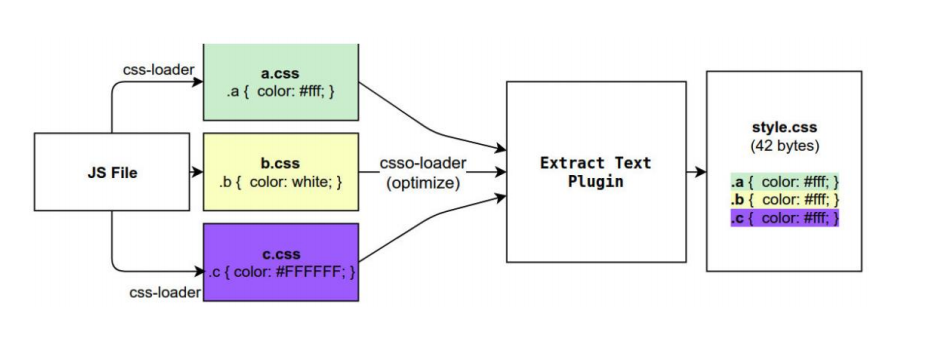 css-loader
a.css
.a { color: #fff; }
JS File
b.css
.b { color: white; }
csso-loader
(optimize)
c.css
.c { color: #FFFFFF; }
css-loader
Extract Text
Plugin
style.css
(42 bytes)
.a { color: #fff; }
.b { color: #fff; }
.c { color: #fff; }